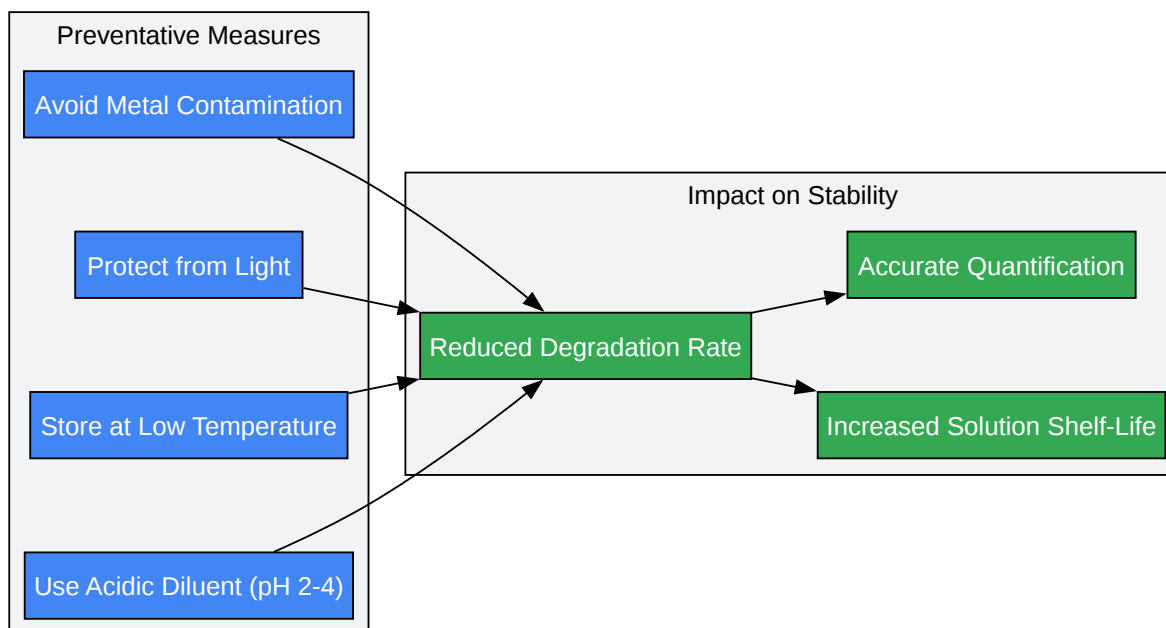 Preventative Measures
Avoid Metal Contamination
Protect from Light
Store at Low Temperature
Use Acidic Diluent (pH 2-4)
Impact on Stability
Reduced Degradation Rate
Accurate Quantification
Increased Solution Shelf-Life